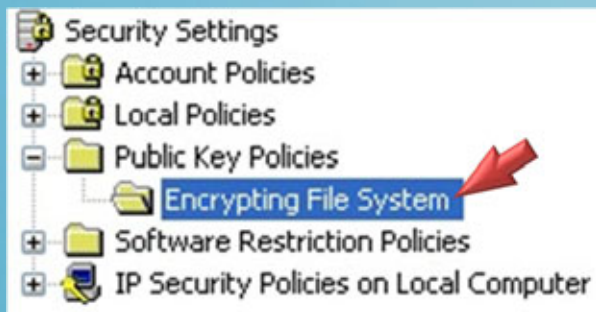 Security Settings
Account Policies
Local Policies
Public Key Policies
Encrypting File System
Software Restriction Policies
IP Security Policies on Local Computer